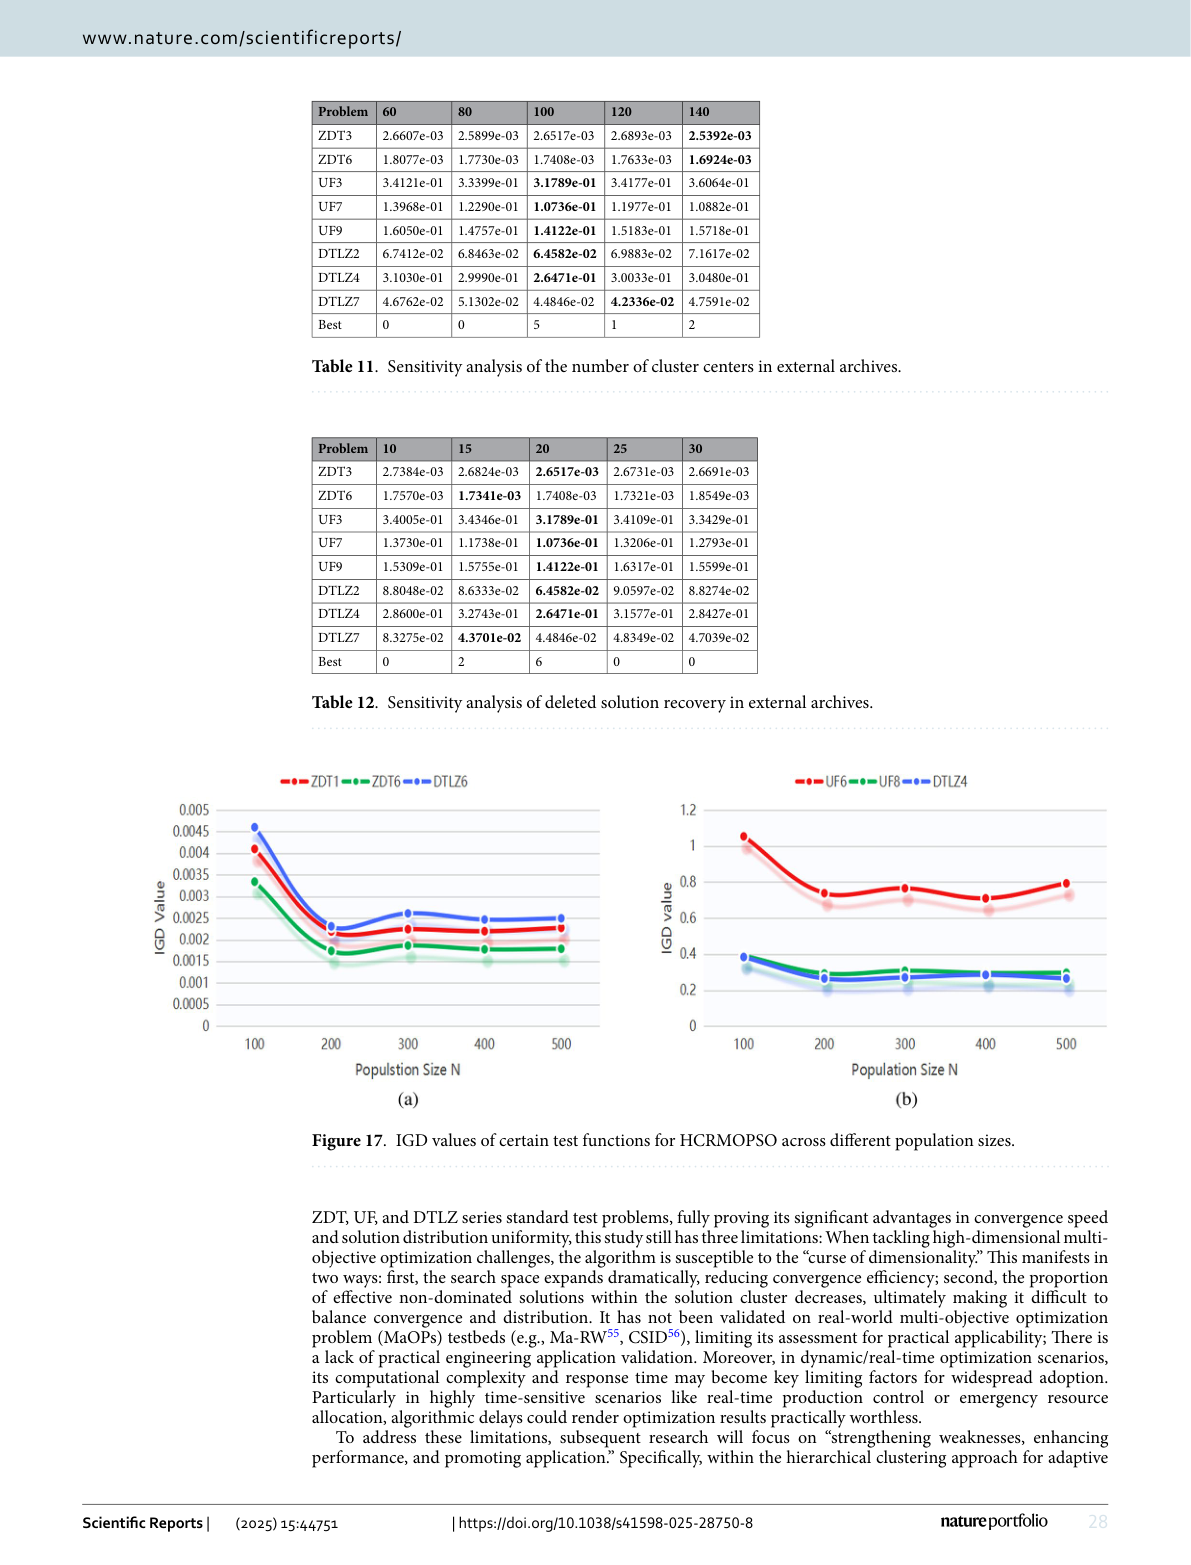 www.nature.com/scientificreports/
Problem 60 80 100 120 140
ZDT3 2.6607e-03 2.5899e-03 2.6517e-03 2.6893e-03 2.5392e-03
ZDT6 1.8077e-03 1.7730e-03 1.7408e-03 1.7633e-03 1.6924e-03
UF3 3.4121e-01 3.3399e-01 3.1789e-01 3.4177e-01 3.6064e-01
UF7 1.3968e-01 1.2290e-01 1.0736e-01 1.1977e-01 1.0882e-01
UF9 1.6050e-01 1.4757e-01 1.4122e-01 1.5183e-01 1.5718e-01
DTLZ2 6.7412e-02 6.8463e-02 6.4582e-02 6.9883e-02 7.1617e-02
DTLZ4 3.1030e-01 2.9990e-01 2.6471e-01 3.0033e-01 3.0480e-01
DTLZ7 4.6762e-02 5.1302e-02 4.4846e-02 4.2336e-02 4.7591e-02
Best 0 0 5 1 2
Table 11. Sensitivity analysis of the number of cluster centers in external archives.
Problem 10 15 20 25 30
ZDT3 2.7384e-03 2.6824e-03 2.6517e-03 2.6731e-03 2.6691e-03
ZDT6 1.7570e-03 1.7341e-03 1.7408e-03 1.7321e-03 1.8549e-03
UF3 3.4005e-01 3.4346e-01 3.1789e-01 3.4109e-01 3.3429e-01
UF7 1.3730e-01 1.1738e-01 1.0736e-01 1.3206e-01 1.2793e-01
UF9 1.5309e-01 1.5755e-01 1.4122e-01 1.6317e-01 1.5599e-01
DTLZ2 8.8048e-02 8.6333e-02 6.4582e-02 9.0597e-02 8.8274e-02
DTLZ4 2.8600e-01 3.2743e-01 2.6471e-01 3.1577e-01 2.8427e-01
DTLZ7 8.3275e-02 4.3701e-02 4.4846e-02 4.8349e-02 4.7039e-02
Best 0 2 6 0 0
Table 12. Sensitivity analysis of deleted solution recovery in external archives.
ZDT1 ZDT6 DTLZ6
0.005
0.0045
0.004
0.0035
0.003
0.0025
0.002
0.0015
0.001
0.0005
0
IGD Value
100 200 300 400 500
Populstion Size N
(a)
UF6 UF8 DTLZ4
1.2
1
0.8
0.6
0.4
0.2
0
IGD value
100 200 300 400 500
Population Size N
(b)
Figure 17. IGD values of certain test functions for HCRMOPSO across different population sizes.
ZDT, UF, and DTLZ series standard test problems, fully proving its significant advantages in convergence speed
and solution distribution uniformity, this study still has three limitations: When tackling high-dimensional multi-
objective optimization challenges, the algorithm is susceptible to the “curse of dimensionality.” This manifests in
two ways: first, the search space expands dramatically, reducing convergence efficiency; second, the proportion
of effective non-dominated solutions within the solution cluster decreases, ultimately making it difficult to
balance convergence and distribution. It has not been validated on real-world multi-objective optimization
problem (MaOPs) testbeds (e.g., Ma-RW55, CSID56), limiting its assessment for practical applicability; There is
a lack of practical engineering application validation. Moreover, in dynamic/real-time optimization scenarios,
its computational complexity and response time may become key limiting factors for widespread adoption.
Particularly in highly time-sensitive scenarios like real-time production control or emergency resource
allocation, algorithmic delays could render optimization results practically worthless.
To address these limitations, subsequent research will focus on “strengthening weaknesses, enhancing
performance, and promoting application.” Specifically, within the hierarchical clustering approach for adaptive
Scientific Reports | (2025) 15:44751 | https://doi.org/10.1038/s41598-025-28750-8 natureportfolio 28